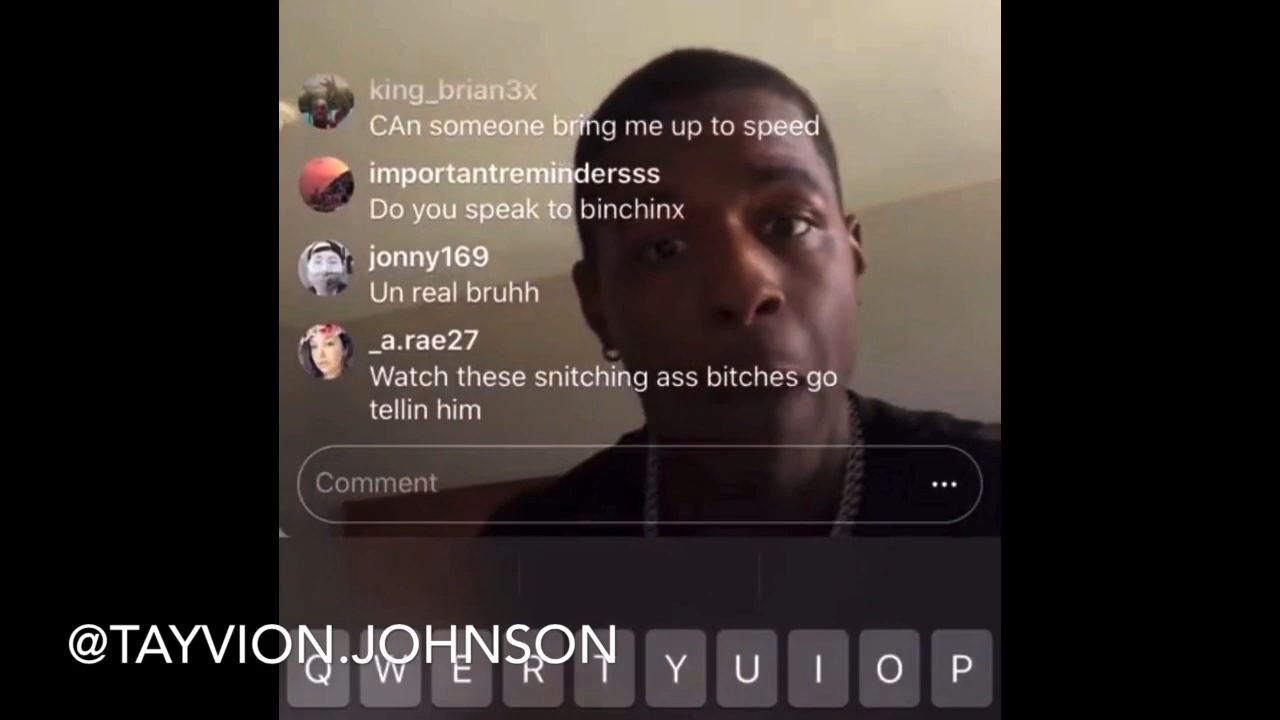 king_brian3x
CAn someone bring me up to speed
importantremindersss
Do you speak to binchinx
jonny169
Un real bruhh
_a.rae27
Watch these snitching ass bitches go
tellin him
Comment
@TAYVION.JOHNSON
Q W E R T Y U I O P